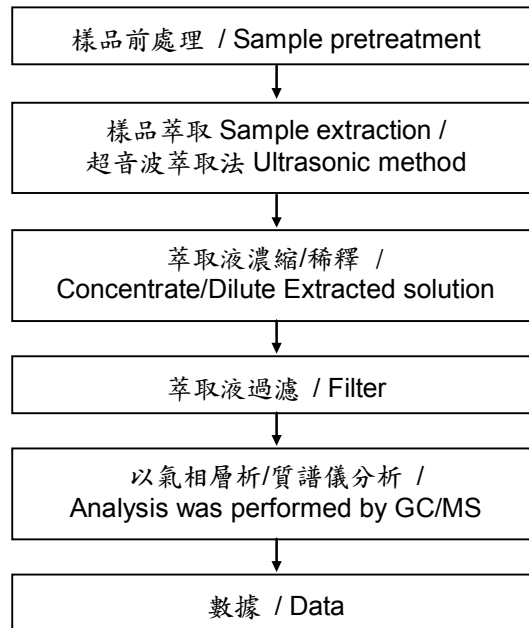 樣品前處理 / Sample pretreatment
樣品萃取 Sample extraction /
超音波萃取法 Ultrasonic method
萃取液濃縮/稀釋 /
Concentrate/Dilute Extracted solution
萃取液過濾 / Filter
以氣相層析/質譜儀分析 /
Analysis was performed by GC/MS
數據 / Data